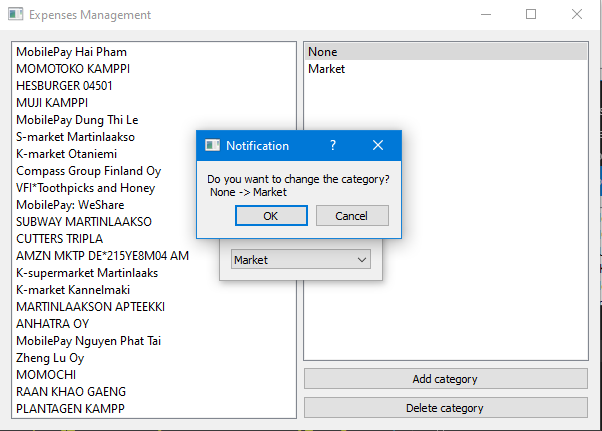 Expenses Management
MobilePay Hai Pham
MOMOTOKO KAMPPI
HESBURGER 04501
MUJI KAMPPI
MobilePay Dung Thi Le
S-market Martinlaakso
K-market Otaniemi
Compass Group Finland Oy
VFI*Toothpicks and Honey
MobilePay: WeShare
SUBWAY MARTINLAAKSO
CUTTERS TRIPLA
AMZN MKTP DE*215YE8M04 AM
K-supermarket Martinlaaks
K-market Kannelmaki
MARTINLAAKSON APTEEKKI
ANHATRA OY
MobilePay Nguyen Phat Tai
Zheng Lu Oy
MOMOCHI
RAAN KHAO GAENG
PLANTAGEN KAMPP
None
Market
Notification
?
Do you want to change the category?
None -> Market
OK
Cancel
Market
Add category
Delete category